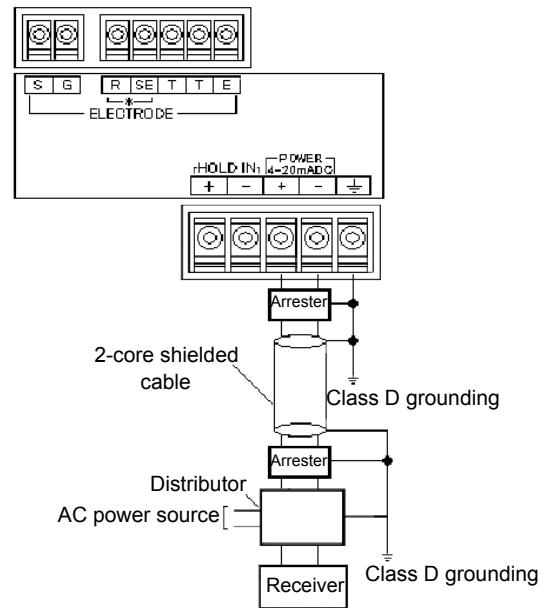 S G R SE T T E
*
ELECTRODE
HOLD IN POWER
4-20mADC
+ - + -
Arrester
2-core shielded
cable
Class D grounding
Arrester
Distributor
AC power source
Class D grounding
Receiver